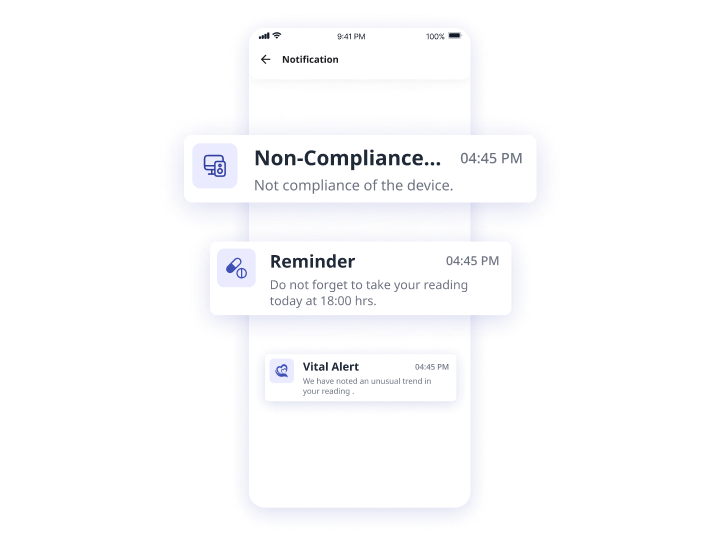 9:41 PM 100%
Notification
Non-Compliance... 04:45 PM
Not compliance of the device.
Reminder 04:45 PM
Do not forget to take your reading
today at 18:00 hrs.
Vital Alert 04:45 PM
We have noted an unusual trend in
your reading .